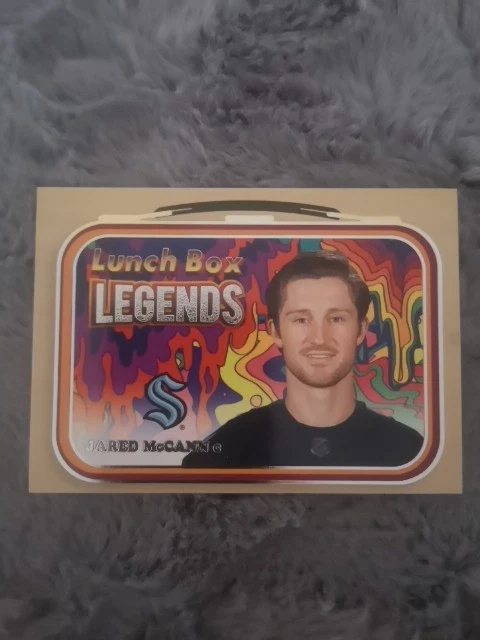 Lunch Box
LEGENDS
JARED McCANN